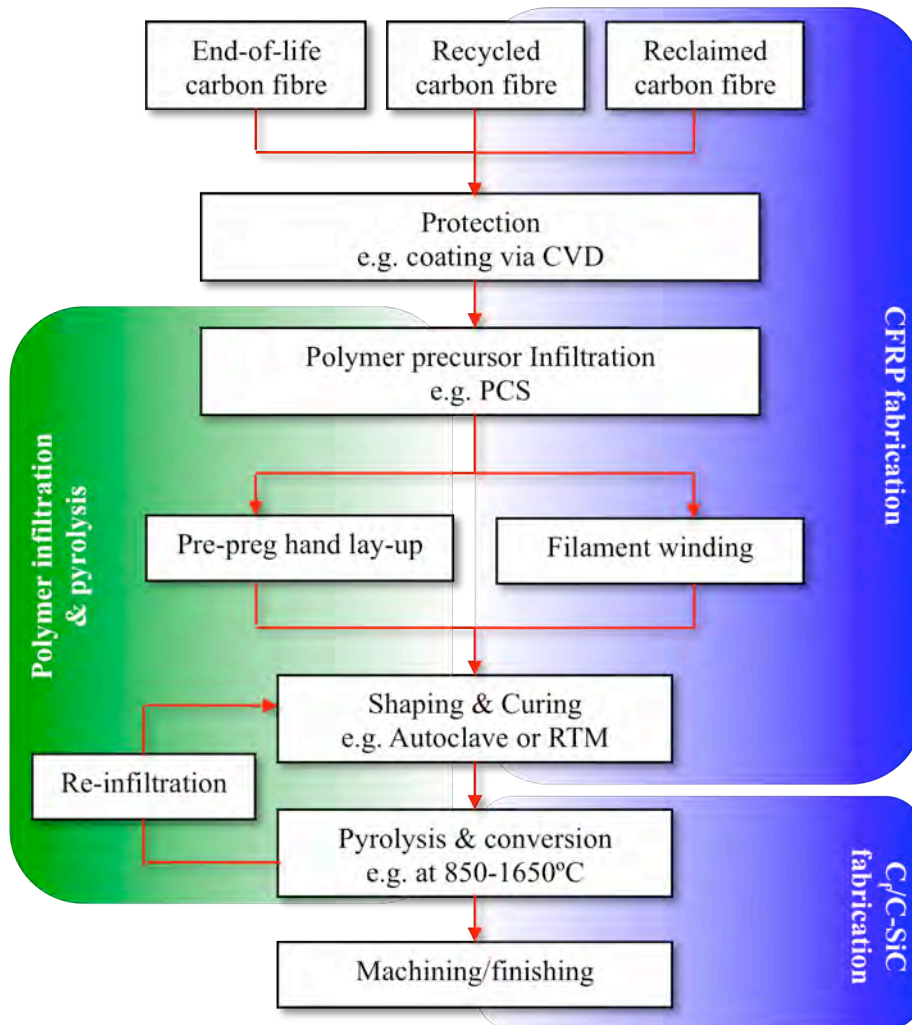 End-of-life
carbon fibre
Recycled
carbon fibre
Reclaimed
carbon fibre
Protection
e.g. coating via CVD
Polymer precursor Infiltration
e.g. PCS
Pre-preg hand lay-up
Filament winding
Shaping & Curing
e.g. Autoclave or RTM
Re-infiltration
Pyrolysis & conversion
e.g. at 850-1650ºC
Machining/finishing
Polymer infiltration
& pyrolysis
CFRP fabrication
Cf/C-SiC
fabrication